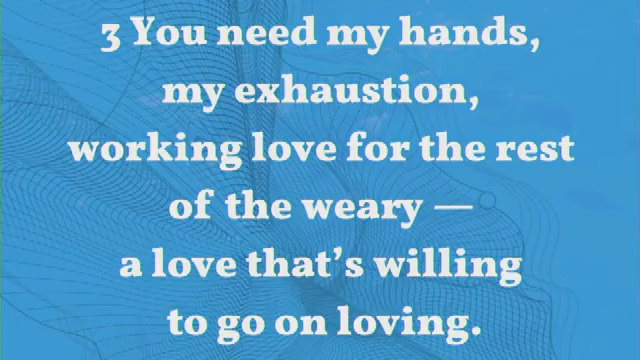 3 You need my hands,
my exhaustion,
working love for the rest
of the weary —
a love that’s willing
to go on loving.